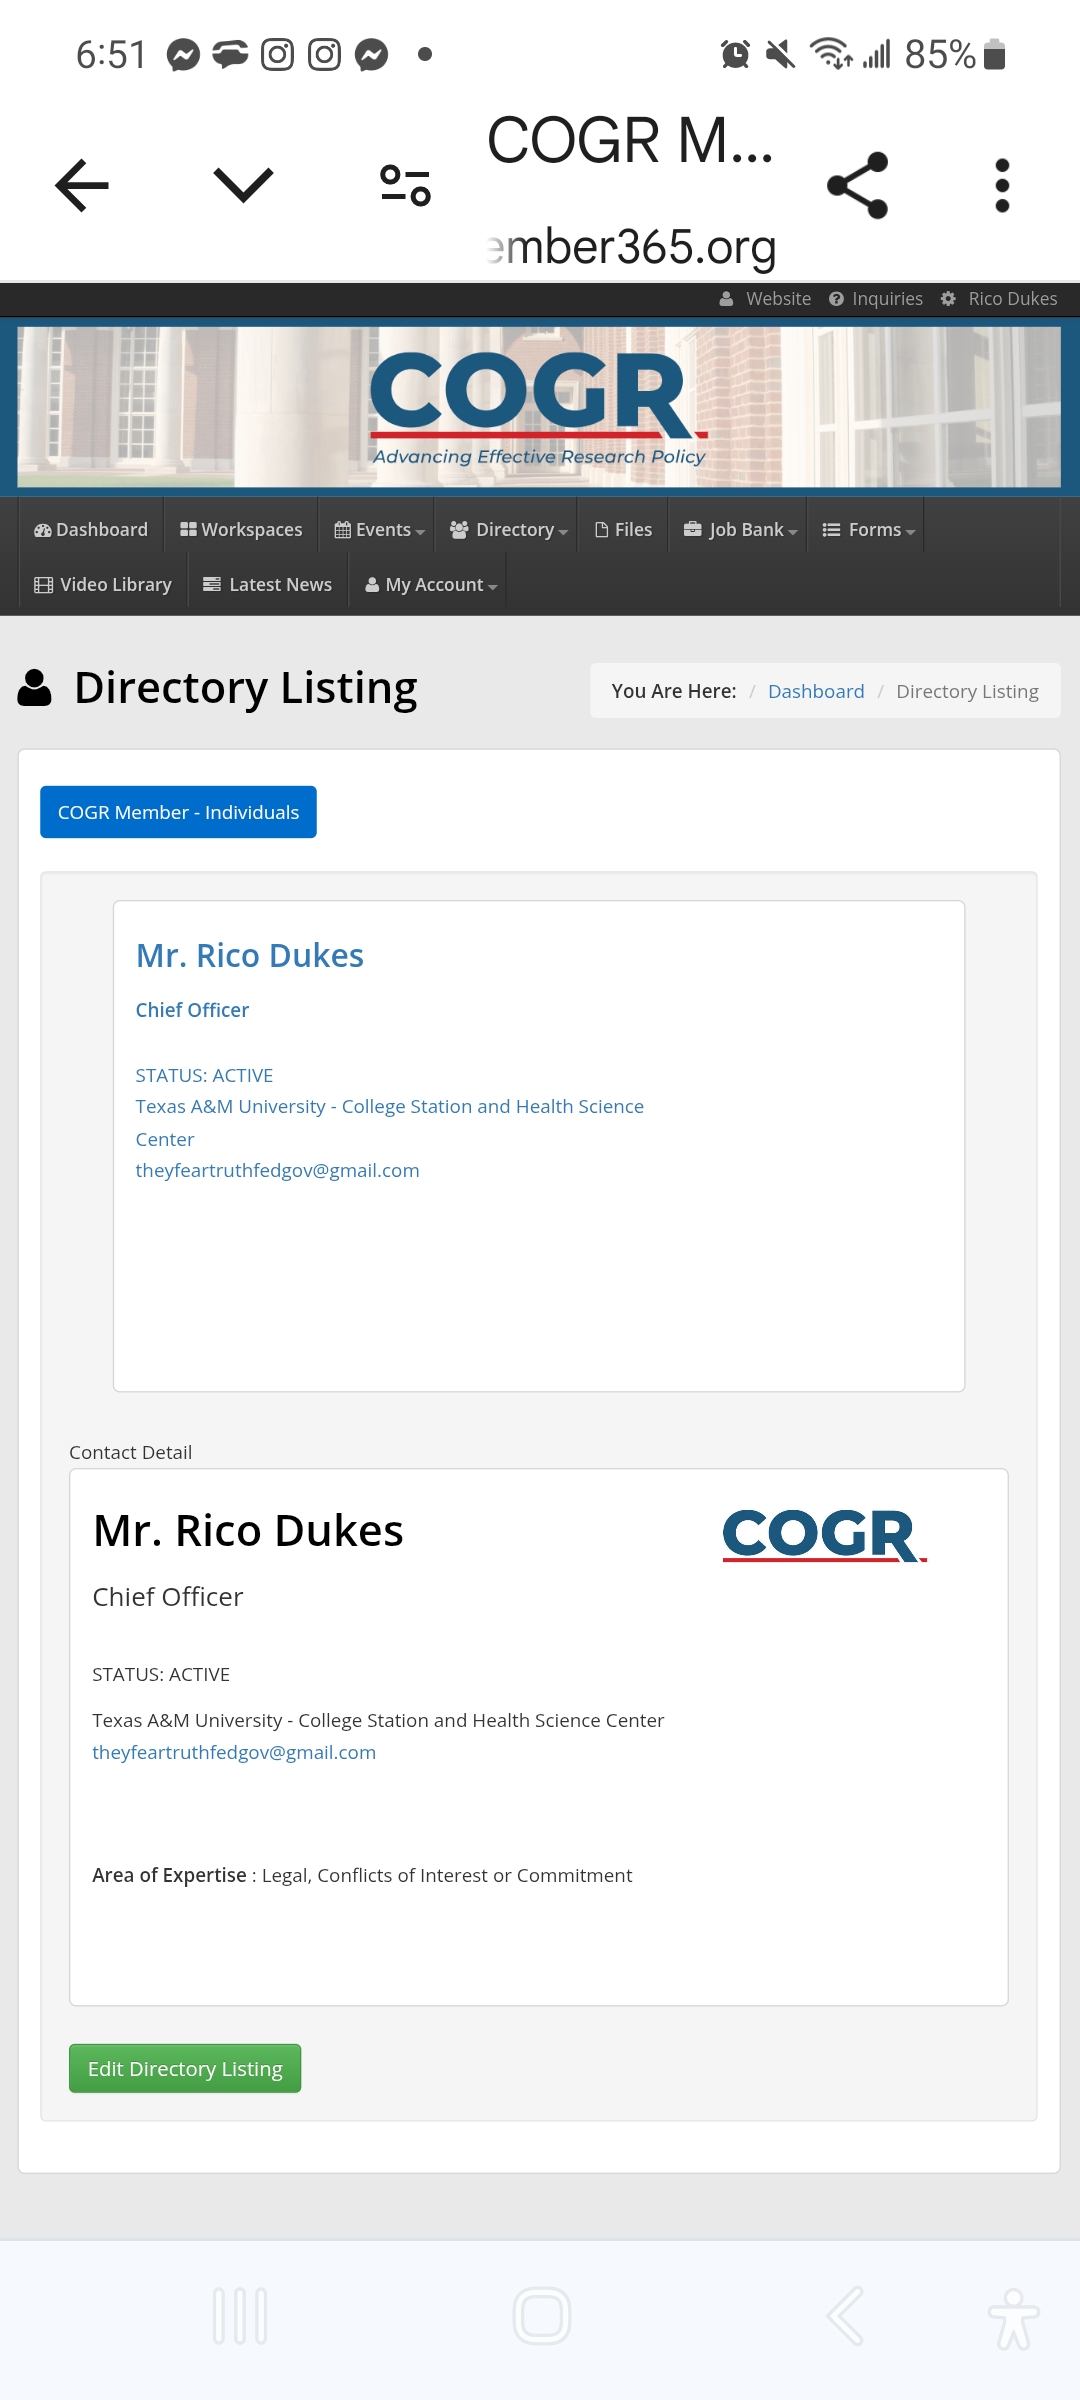 6:51
85%
COGR M...
ember365.org
Website Inquiries Rico Dukes
COGR
Advancing Effective Research Policy
Dashboard Workspaces Events Directory Files Job Bank Forms
Video Library Latest News My Account
Directory Listing
You Are Here: / Dashboard / Directory Listing
COGR Member - Individuals
Mr. Rico Dukes
Chief Officer
STATUS: ACTIVE
Texas A&M University - College Station and Health Science
Center
theyfeartruthfedgov@gmail.com
Contact Detail
Mr. Rico Dukes
COGR
Chief Officer
STATUS: ACTIVE
Texas A&M University - College Station and Health Science Center
theyfeartruthfedgov@gmail.com
Area of Expertise : Legal, Conflicts of Interest or Commitment
Edit Directory Listing